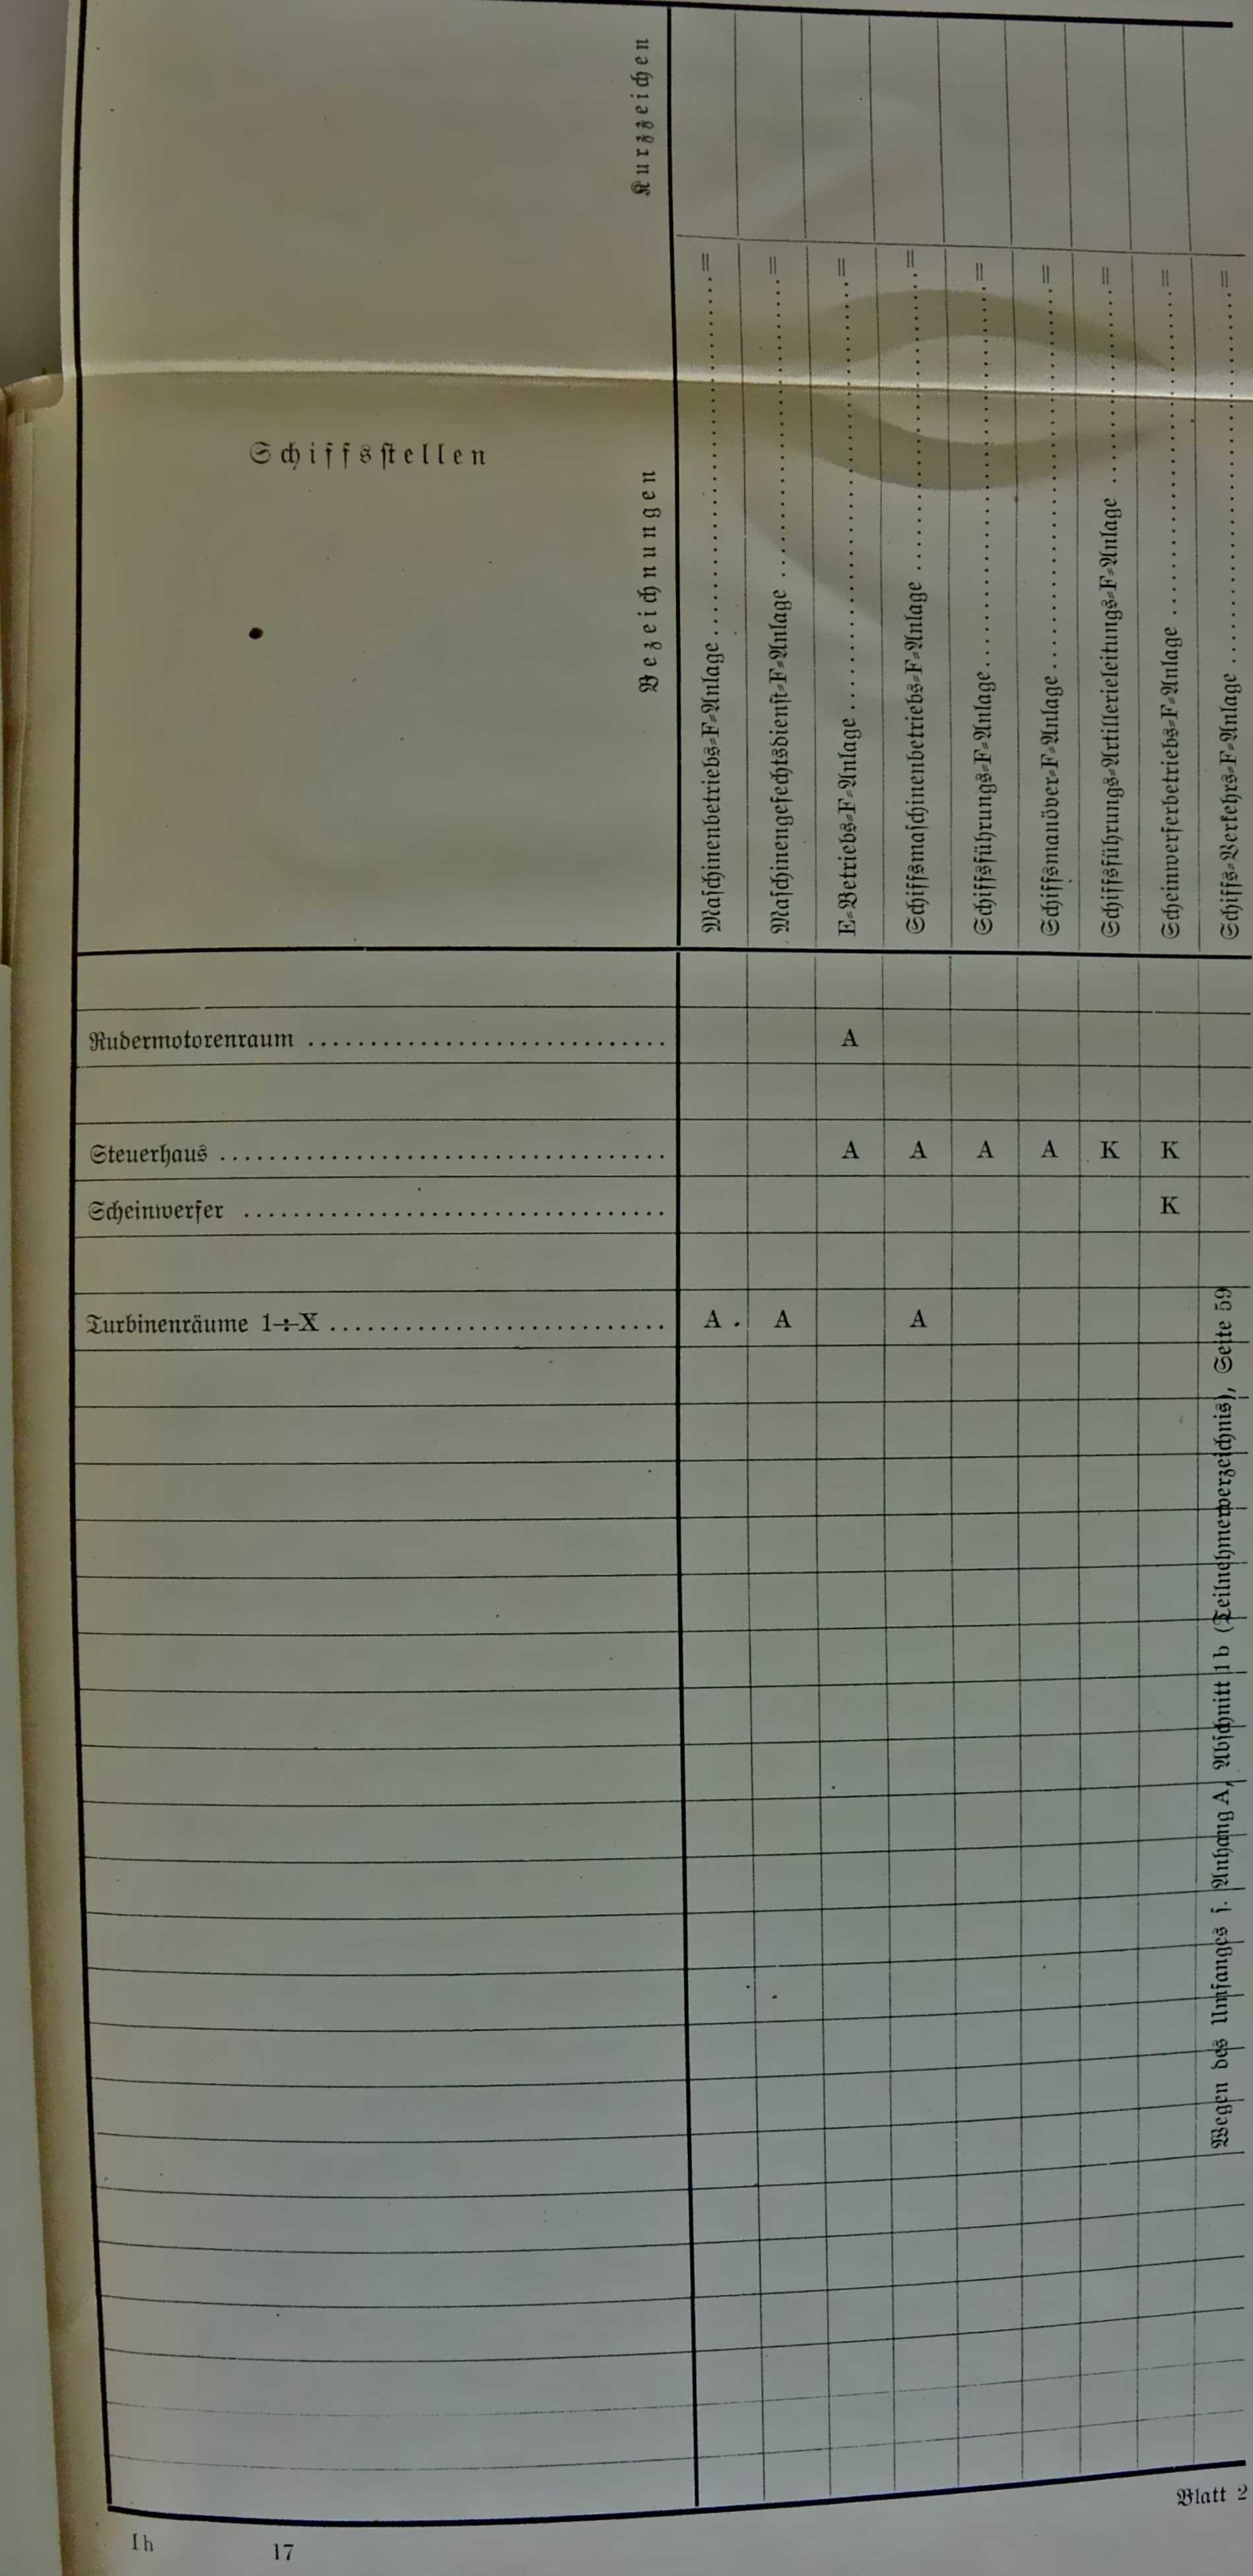 Kurzzeichen
Schiffsstellen
Bezeichnungen
Maschinenbetriebs-F-Anlage ........................ =
Maschinengefechtsdienst-F-Anlage ........................ =
E-Betriebs-F-Anlage ........................ =
Schiffsmaschinenbetriebs-F-Anlage ........................ =
Schiffsführungs-F-Anlage ........................ =
Schiffsmanöver-F-Anlage ........................ =
Schiffsführungs-Artillerieleitungs-F-Anlage ........................ =
Scheinwerferbetriebs-F-Anlage ........................ =
Schiffs-Verkehrs-F-Anlage ........................ =
Rudermotorenraum ............................. A
Steuerhaus .................................... A A A A K K
Scheinwerfer .................................. K
Turbinenräume 1÷X ........................... A A A
Wegen des Umfanges s. Anhang A, Abschnitt 1b (Teilnehmerverzeichnis), Seite 59
Blatt 2
Ih 17